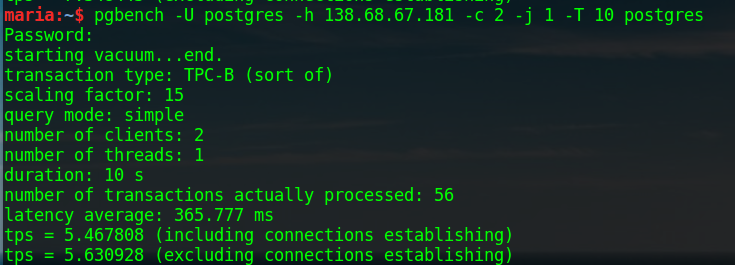 maria:~$ pgbench -U postgres -h 138.68.67.181 -c 2 -j 1 -T 10 postgres
Password:
starting vacuum...end.
transaction type: TPC-B (sort of)
scaling factor: 15
query mode: simple
number of clients: 2
number of threads: 1
duration: 10 s
number of transactions actually processed: 56
latency average: 365.777 ms
tps = 5.467808 (including connections establishing)
tps = 5.630928 (excluding connections establishing)